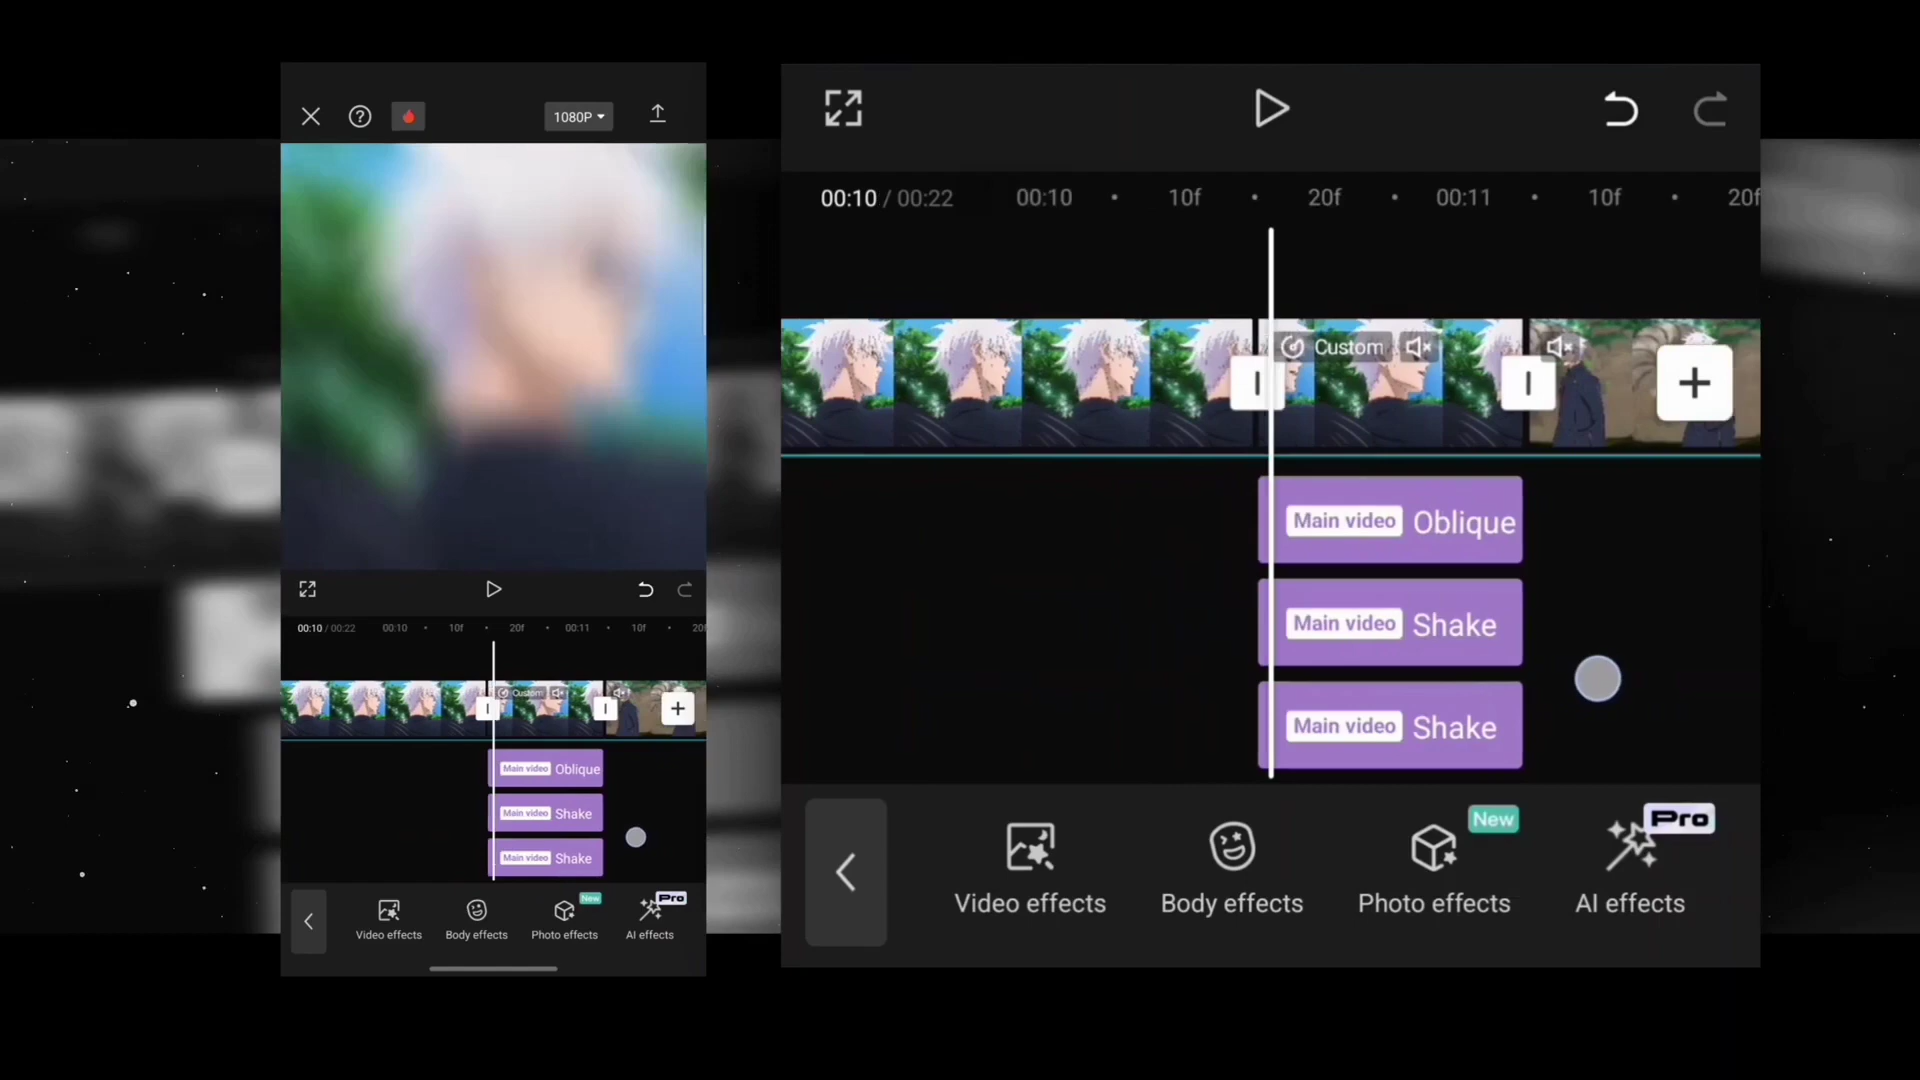 1080P
00:10 / 00:22 00:10 10f 20f 00:11 10f 20f
Custom
Main video Oblique
Main video Shake
Main video Shake
New
Pro
Video effects Body effects Photo effects AI effects
00:10 / 00:22 00:10 10f 20f 00:11 10f 20f
Custom
Main video Oblique
Main video Shake
Main video Shake
New
Pro
Video effects Body effects Photo effects AI effects